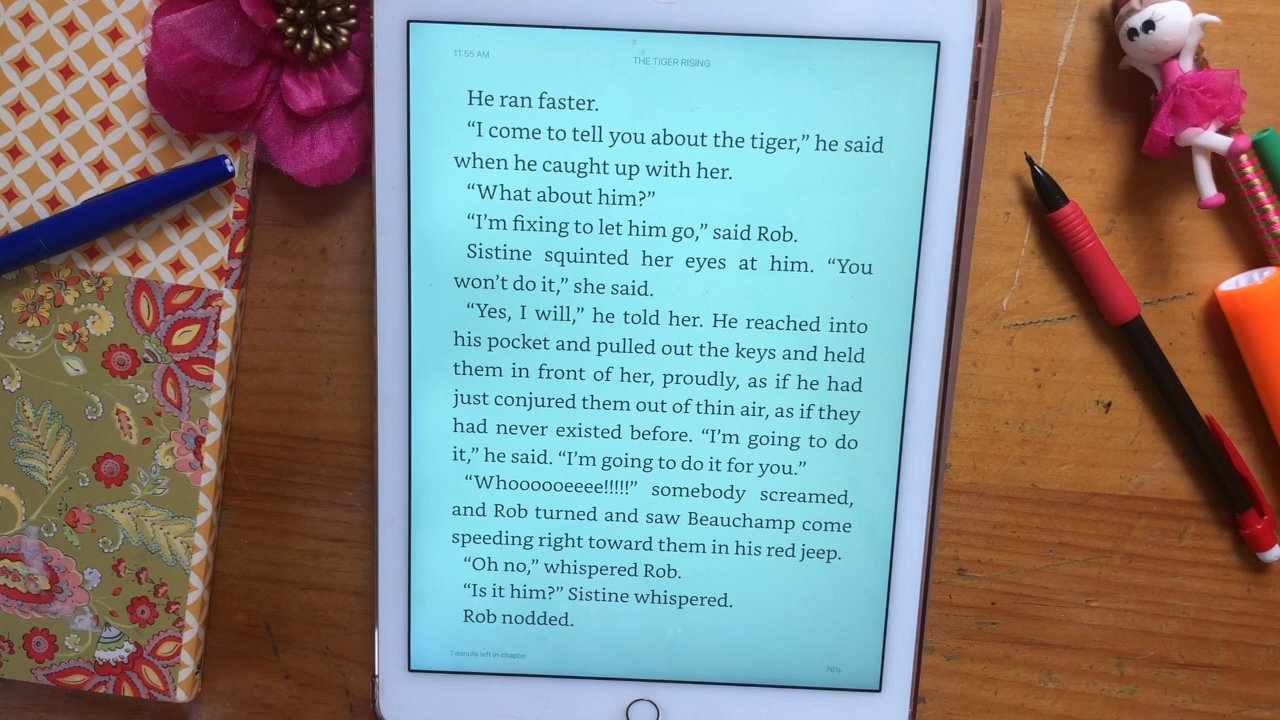 11:55 AM
THE TIGER RISING
He ran faster.
“I come to tell you about the tiger,” he said
when he caught up with her.
“What about him?”
“I’m fixing to let him go,” said Rob.
Sistine squinted her eyes at him. “You
won’t do it,” she said.
“Yes, I will,” he told her. He reached into
his pocket and pulled out the keys and held
them in front of her, proudly, as if he had
just conjured them out of thin air, as if they
had never existed before. “I’m going to do
it,” he said. “I’m going to do it for you.”
“Whoooooeeee!!!!!” somebody screamed,
and Rob turned and saw Beauchamp come
speeding right toward them in his red jeep.
“Oh no,” whispered Rob.
“Is it him?” Sistine whispered.
Rob nodded.
1 minute left in chapter
76%